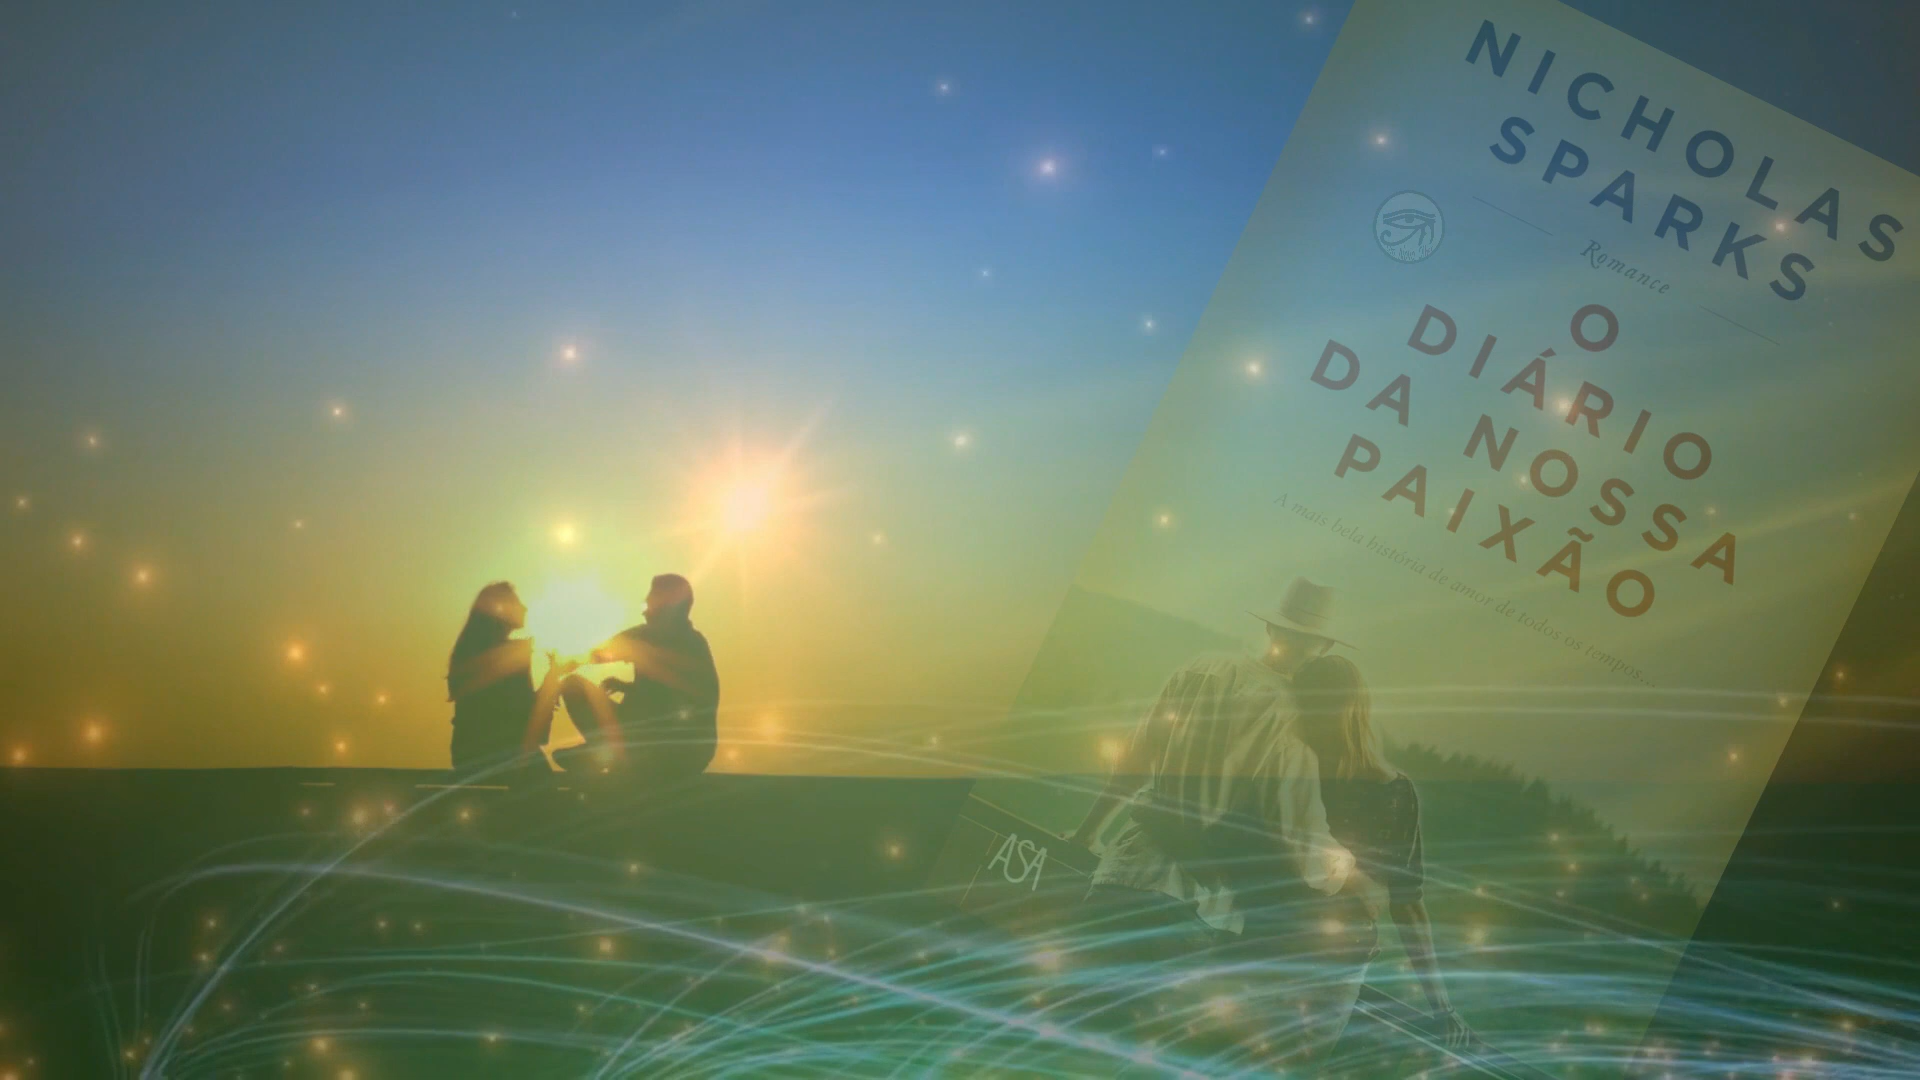 NICHOLAS
SPARKS
Romance
O
DIÁRIO
DA NOSSA
PAIXÃO
A mais bela história de amor de todos os tempos...
ASA